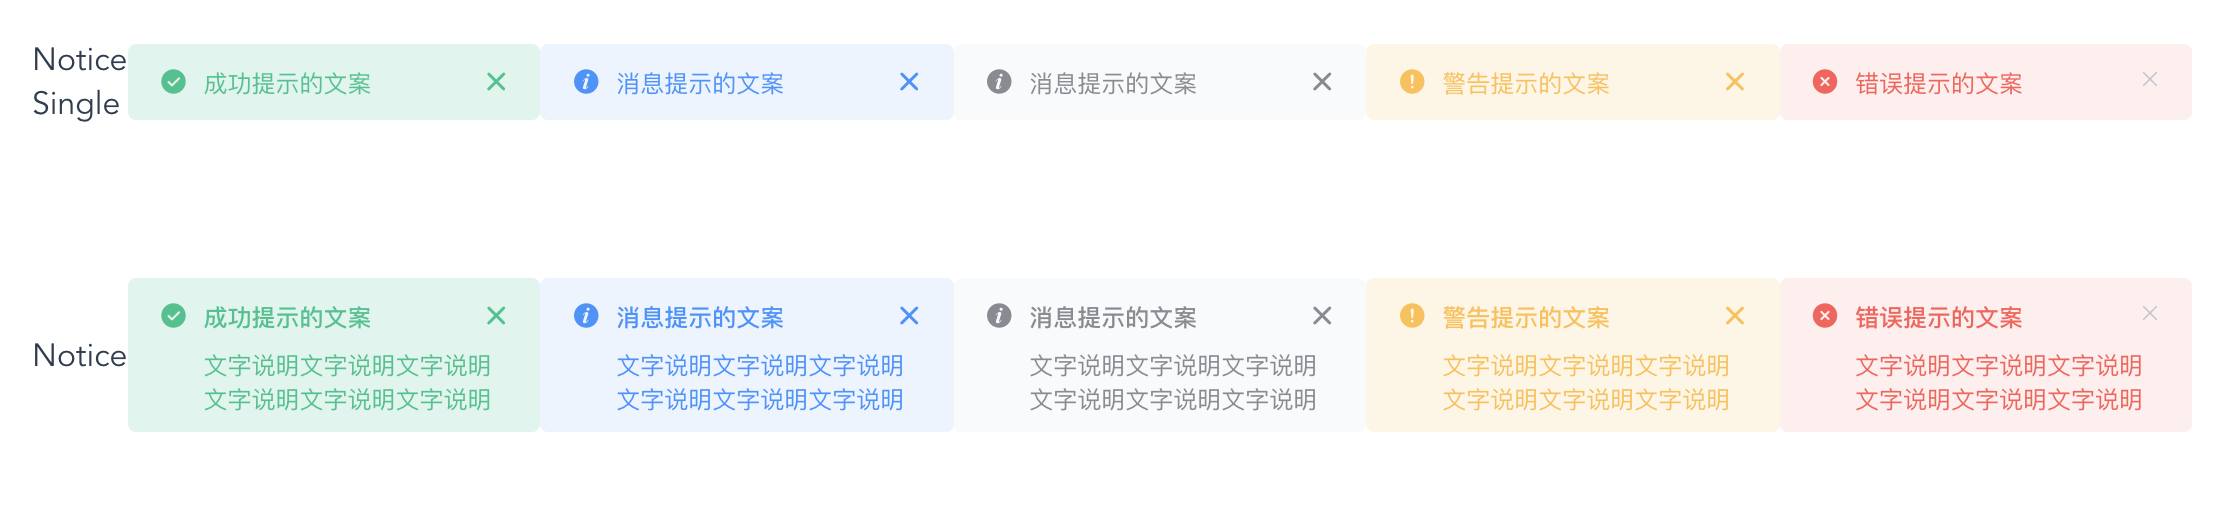 Notice
Single
成功提示的文案
消息提示的文案
消息提示的文案
警告提示的文案
错误提示的文案
Notice
成功提示的文案
文字说明文字说明文字说明
文字说明文字说明文字说明
消息提示的文案
文字说明文字说明文字说明
文字说明文字说明文字说明
消息提示的文案
文字说明文字说明文字说明
文字说明文字说明文字说明
警告提示的文案
文字说明文字说明文字说明
文字说明文字说明文字说明
错误提示的文案
文字说明文字说明文字说明
文字说明文字说明文字说明